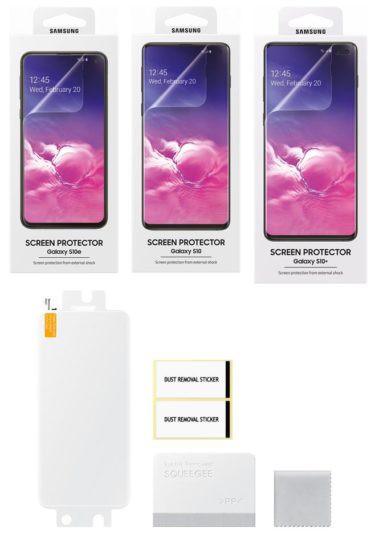 SAMSUNG
12:45
Wed, February 20
SCREEN PROTECTOR
Galaxy S10e
Screen protection from external shock
SAMSUNG
12:45
Wed, February 20
SCREEN PROTECTOR
Galaxy S10
Screen protection from external shock
SAMSUNG
12:45
Wed, February 20
SCREEN PROTECTOR
Galaxy S10+
Screen protection from external shock
DUST REMOVAL STICKER
DUST REMOVAL STICKER
SQUEEGEE
>PP<